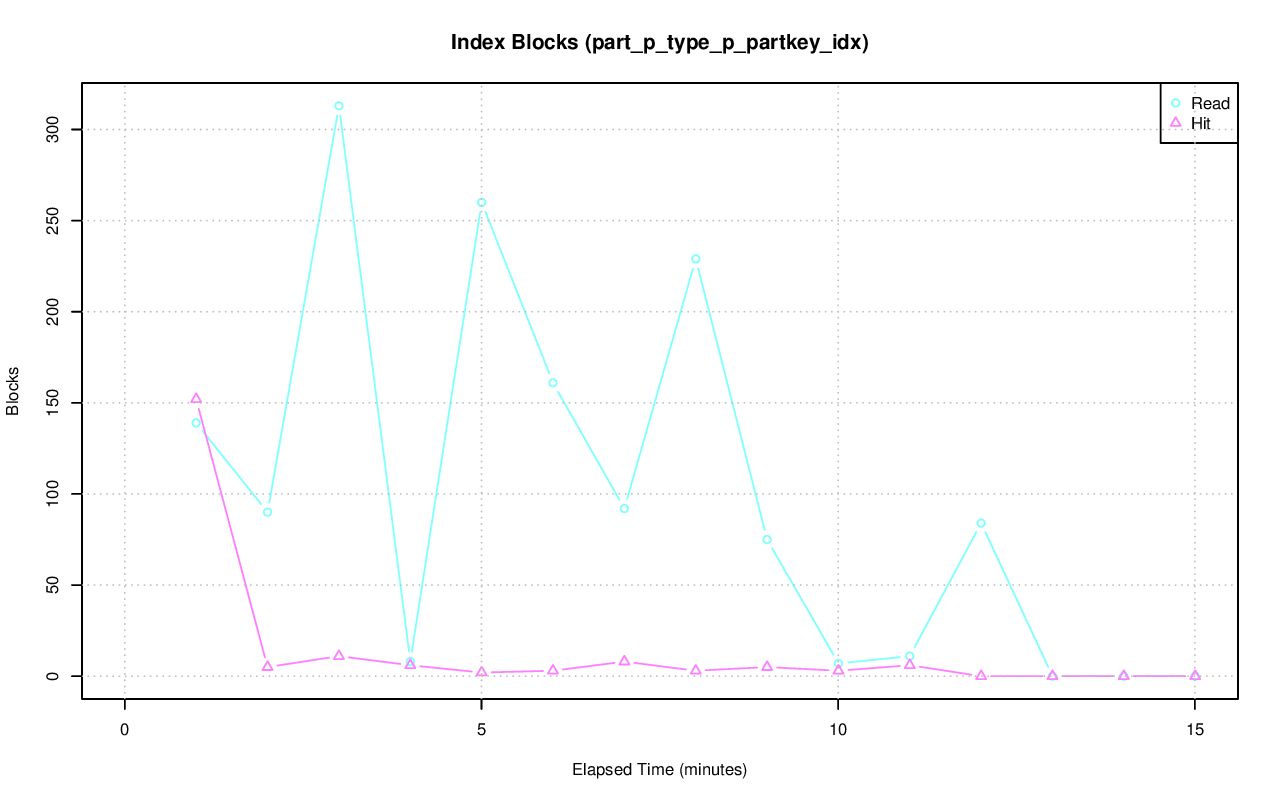 Index Blocks (part_p_type_p_partkey_idx)
Read
Hit
300
250
200
150
100
50
0
Blocks
0 5 10 15
Elapsed Time (minutes)